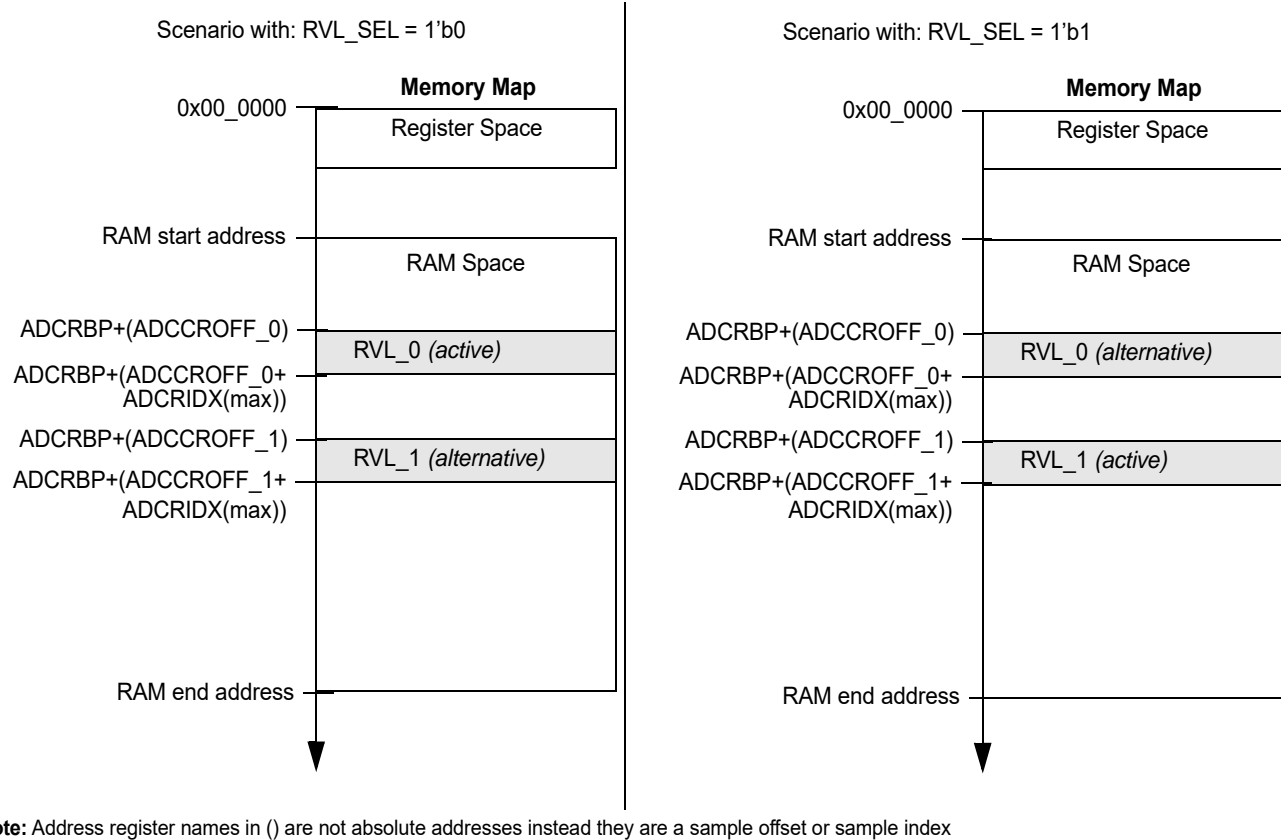 Scenario with: RVL_SEL = 1’b0
Memory Map
0x00_0000
Register Space
RAM start address
RAM Space
ADCRBP+(ADCCROFF_0)
RVL_0 (active)
ADCRBP+(ADCCROFF_0+
ADCRIDX(max))
ADCRBP+(ADCCROFF_1)
RVL_1 (alternative)
ADCRBP+(ADCCROFF_1+
ADCRIDX(max))
RAM end address
Scenario with: RVL_SEL = 1’b1
Memory Map
0x00_0000
Register Space
RAM start address
RAM Space
ADCRBP+(ADCCROFF_0)
RVL_0 (alternative)
ADCRBP+(ADCCROFF_0+
ADCRIDX(max))
ADCRBP+(ADCCROFF_1)
RVL_1 (active)
ADCRBP+(ADCCROFF_1+
ADCRIDX(max))
RAM end address
ote: Address register names in () are not absolute addresses instead they are a sample offset or sample index